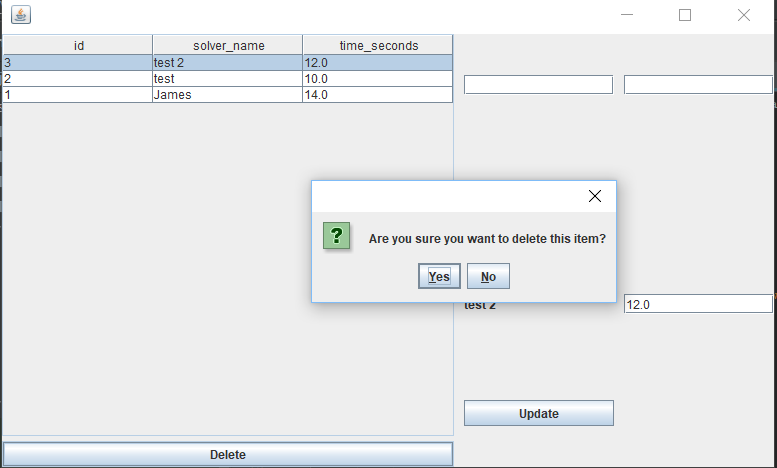 id solver_name time_seconds
3 test 2 12.0
2 test 10.0
1 James 14.0
?
Are you sure you want to delete this item?
Yes No
test 2 12.0
Update
Delete